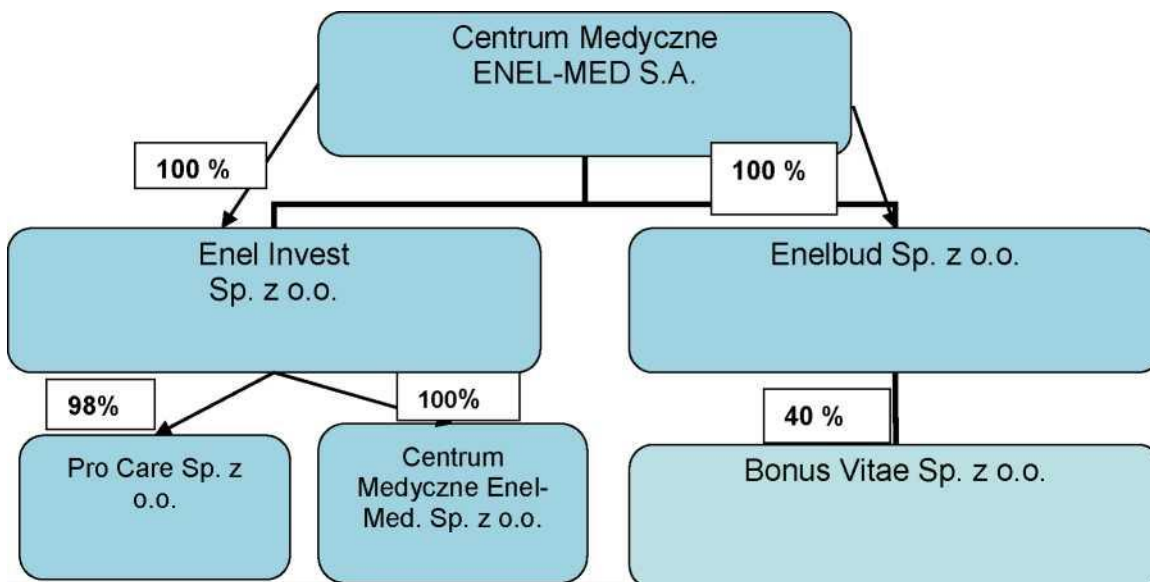 Centrum Medyczne
ENEL-MED S.A.
100 %
100 %
Enel Invest
Sp. z o.o.
Enelbud Sp. z o.o.
98%
100%
40 %
Pro Care Sp. z
o.o.
Centrum
Medyczne Enel-
Med. Sp. z o.o.
Bonus Vitae Sp. z o.o.